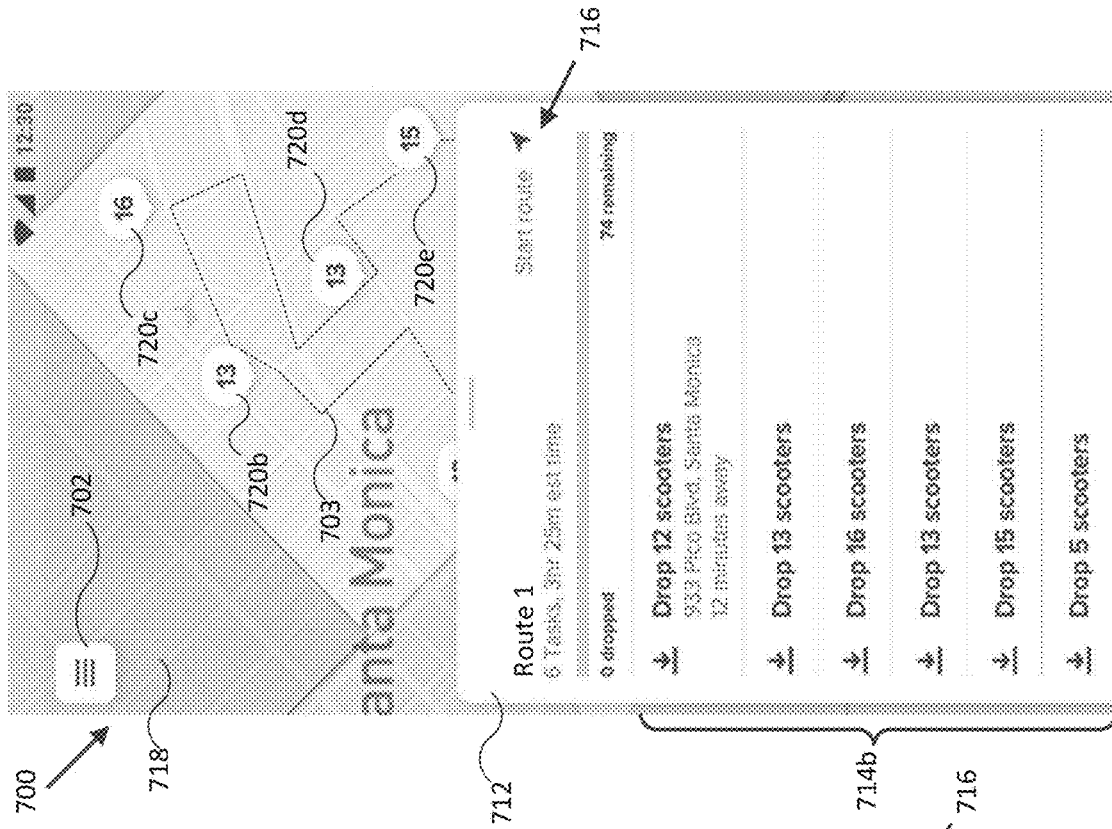 700
702
718
12:30
16
720c
13
720b
720d
13
15
720e
703
anta Monica
712
Route 1
6 Tasks, 3hr 25m est time
Start route
716
0 dropped
74 remaining
Drop 12 scooters
933 Pico Blvd, Santa Monica
12 minutes away
Drop 13 scooters
Drop 16 scooters
Drop 13 scooters
Drop 15 scooters
Drop 5 scooters
714b
716